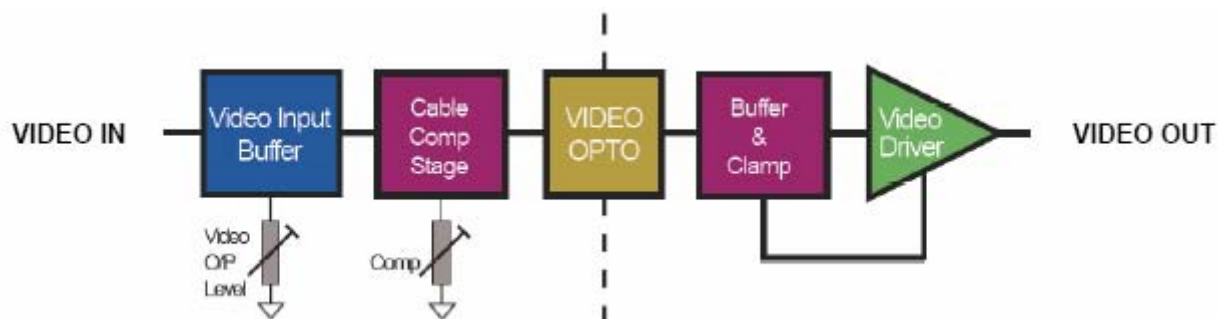 VIDEO IN
Video Input
Buffer
Cable
Comp
Stage
VIDEO
OPTO
Buffer
&
Clamp
Video
Driver
VIDEO OUT
Video
O/P
Level
Comp